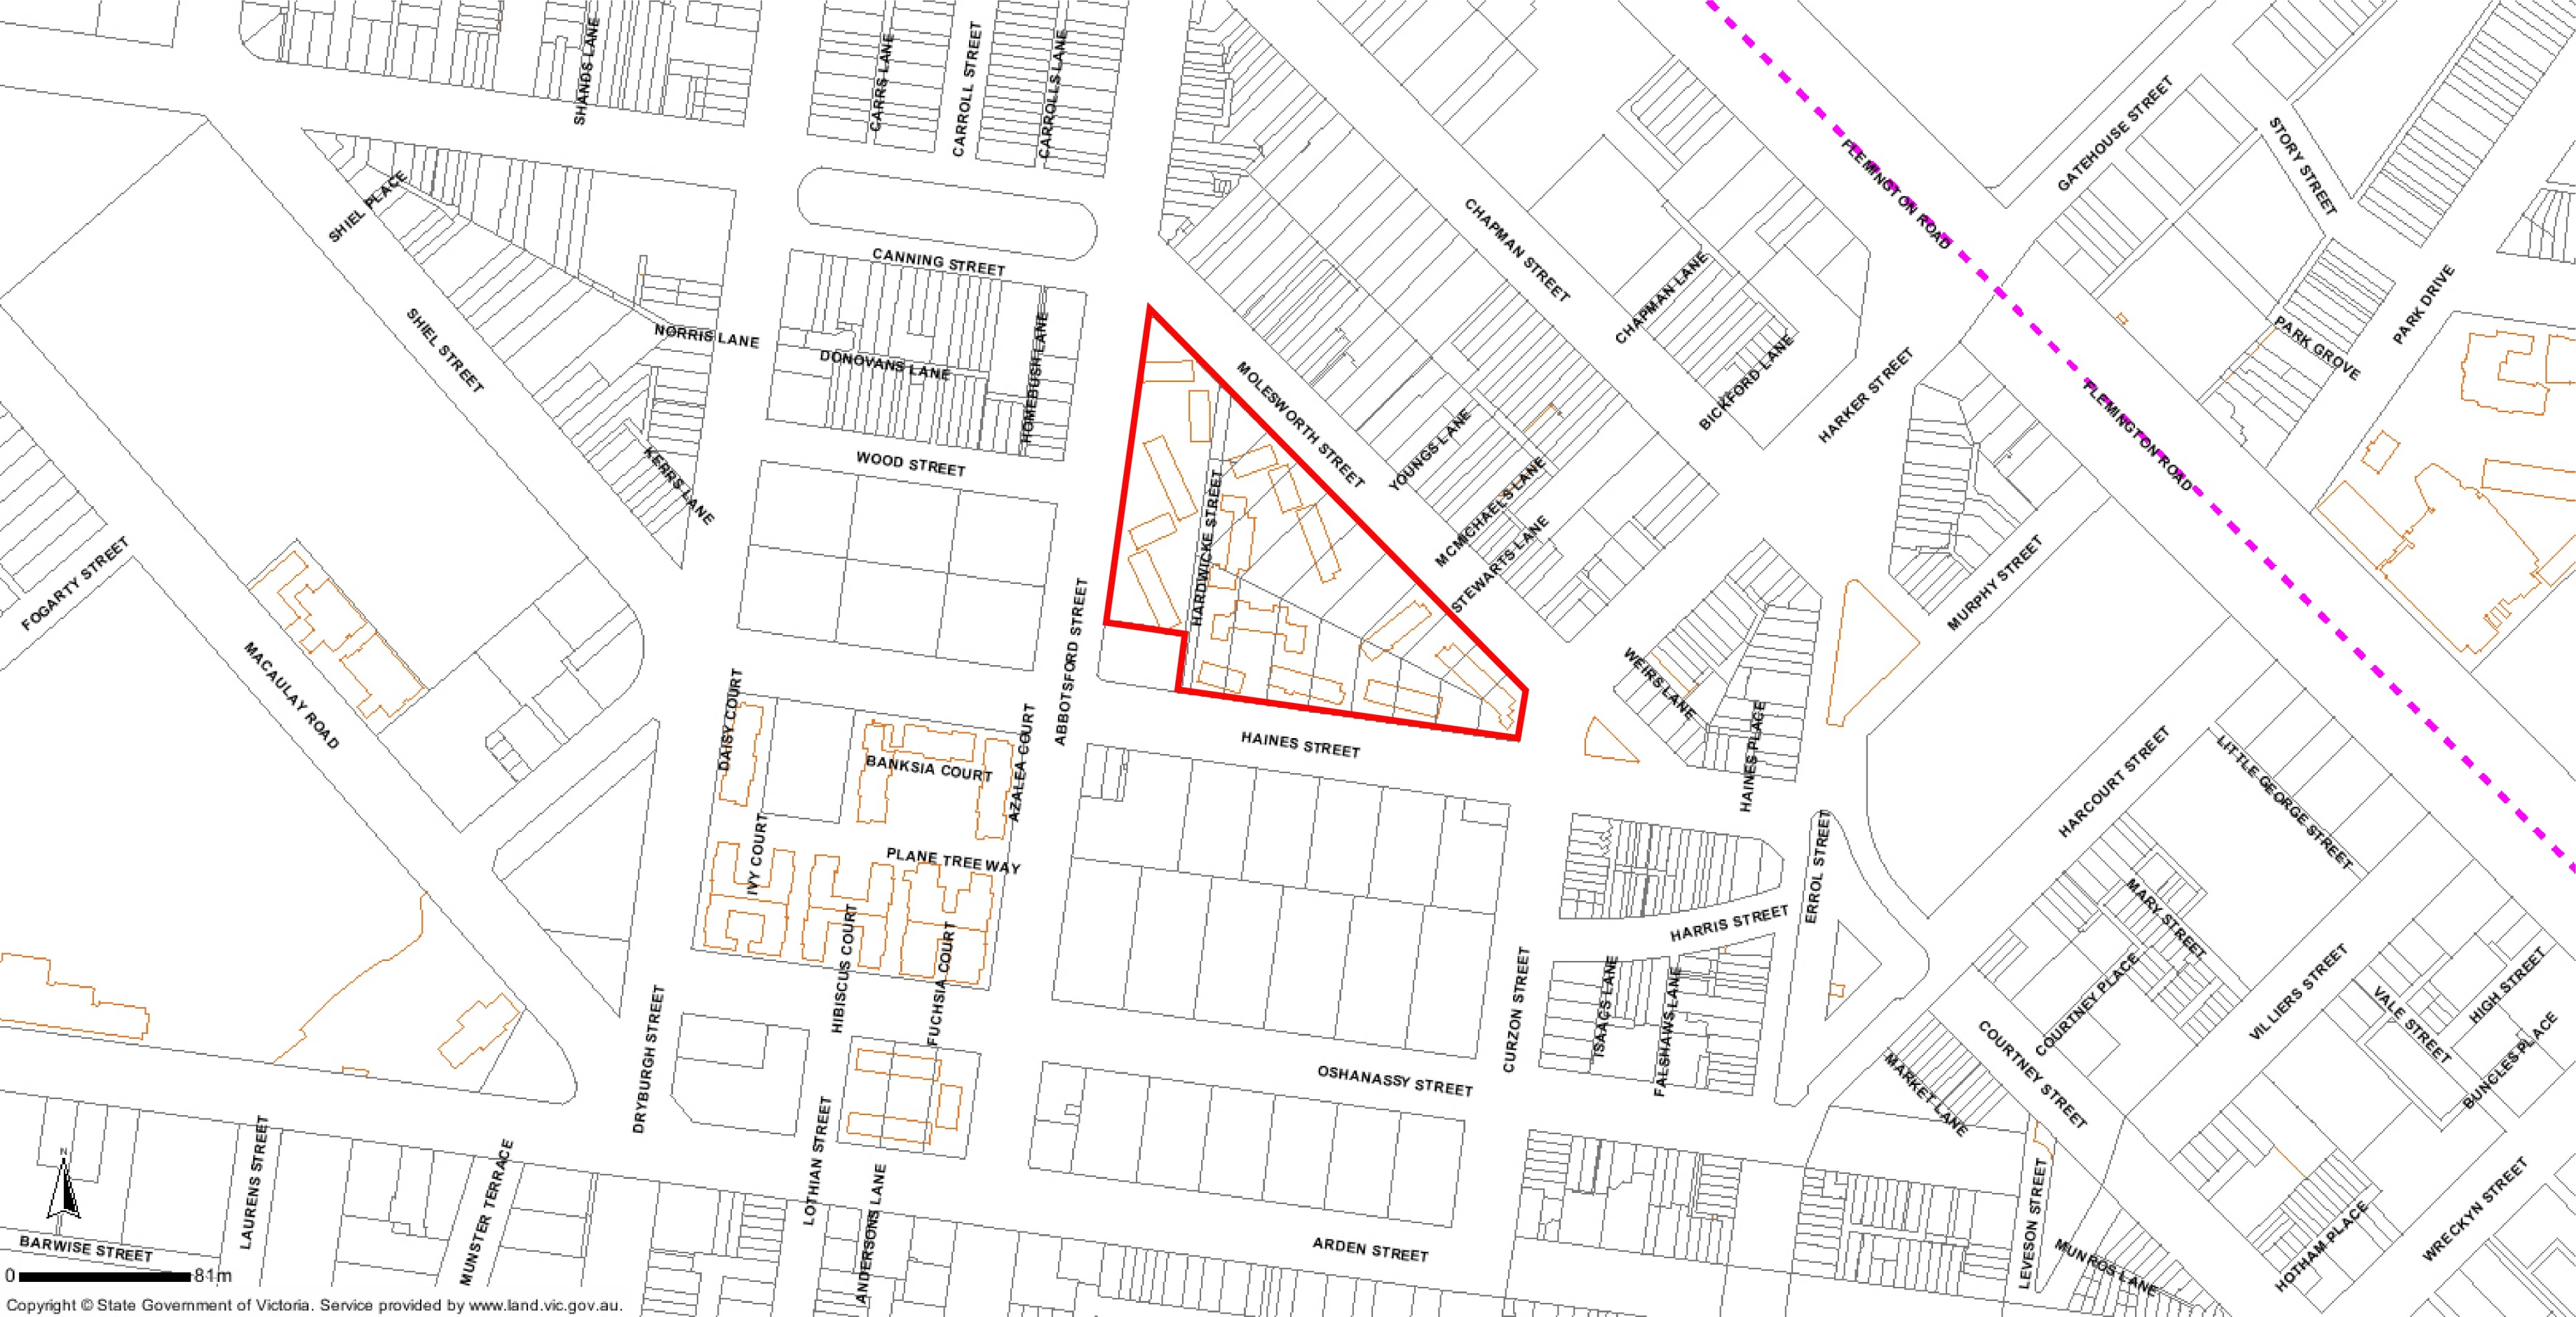 SHANDS LANE
CARRS LANE
CARROLL STREET
CARROLLS LANE
GATEHOUSE STREET
STORY STREET
FLEMINGTON ROAD
SHIEL PLACE
CHAPMAN STREET
CANNING STREET
CHAPMAN LANE
PARK DRIVE
PARK GROVE
SHIEL STREET
NORRIS LANE
DONOVANS LANE
HOMEBUSH LANE
MOLESWORTH STREET
BICKFORD LANE
HARKER STREET
FLEMINGTON ROAD
YOUNGS LANE
WOOD STREET
KERRS LANE
HARDWICKE STREET
MCMICHAELS LANE
STEWARTS LANE
MURPHY STREET
FOGARTY STREET
ABBOTSFORD STREET
MACAULAY ROAD
WEIRS LANE
DAISY COURT
AZALEA COURT
HAINES STREET
HAINES PLACE
HARCOURT STREET
LITTLE GEORGE STREET
BANKSIA COURT
IVY COURT
PLANE TREE WAY
ERROL STREET
MARY STREET
HARRIS STREET
HIBISCUS COURT
FUCHSIA COURT
CURZON STREET
ISAACS LANE
FALSHAWS LANE
COURTNEY PLACE
VILLIERS STREET
VALE STREET
HIGH STREET
BUNCLES PLACE
DRYBURGH STREET
OSHANASSY STREET
MARKET LANE
COURTNEY STREET
LAURENS STREET
MUNSTER TERRACE
LOTHIAN STREET
ANDERSONS LANE
LEVESON STREET
MUNROS LANE
HOTHAM PLACE
WRECKYN STREET
N
BARWISE STREET
ARDEN STREET
0 81m
Copyright © State Government of Victoria. Service provided by www.land.vic.gov.au.